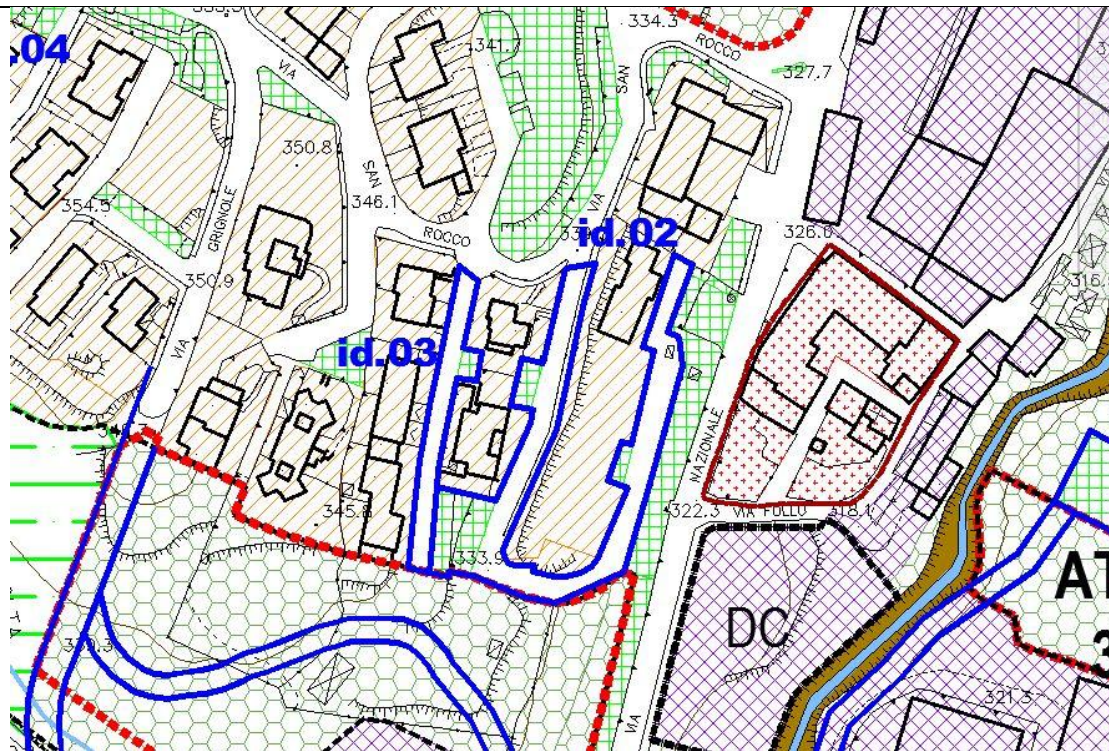 334.3
ROCCO
.04
341.7
VIA
SAN
327.7
350.8
SAN
346.1
354.5
GRIGNOLE
VIA
ROCCO
id.02
326.6
350.9
316.
VIA
id.03
NAZIONALE
345.8
322.3
VIA FULLO
318.1
333.9
DC
AT
321.3
VIA